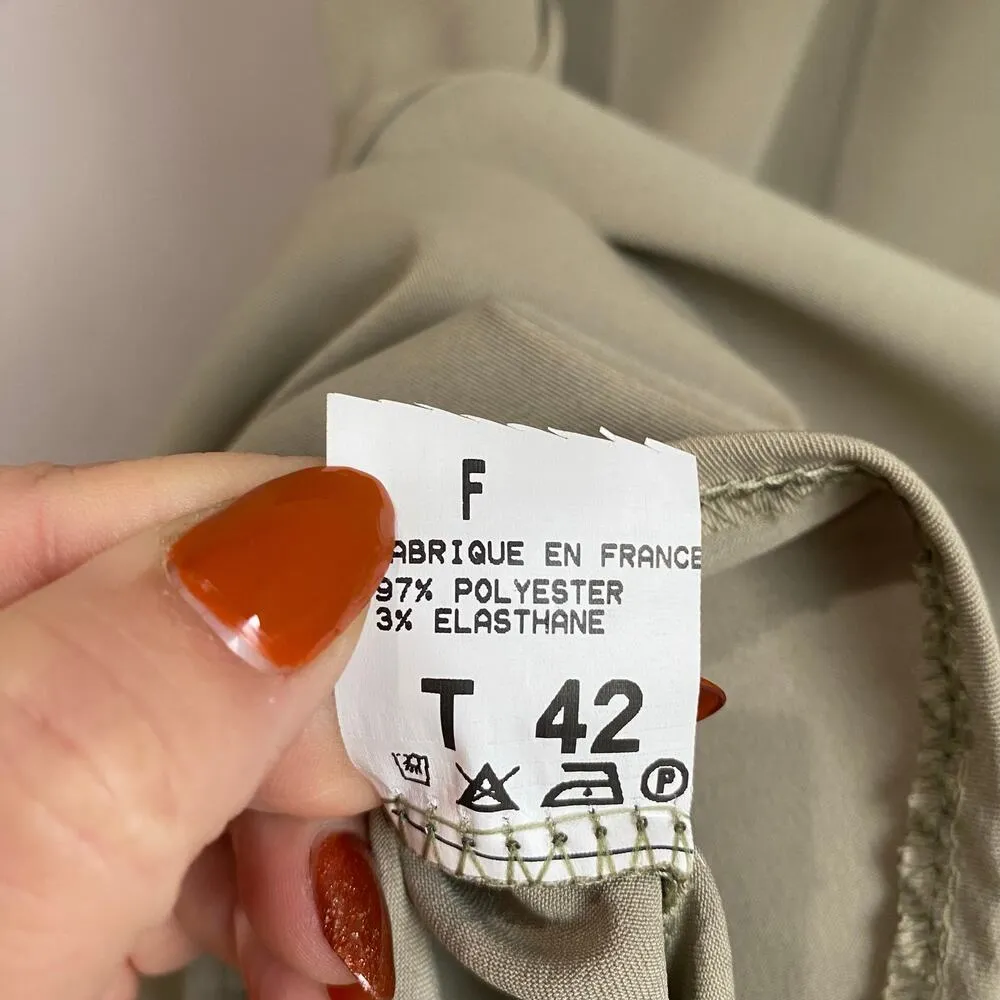 F
ABRIQUE EN FRANCE
97% POLYESTER
3% ELASTHANE
T 42
P